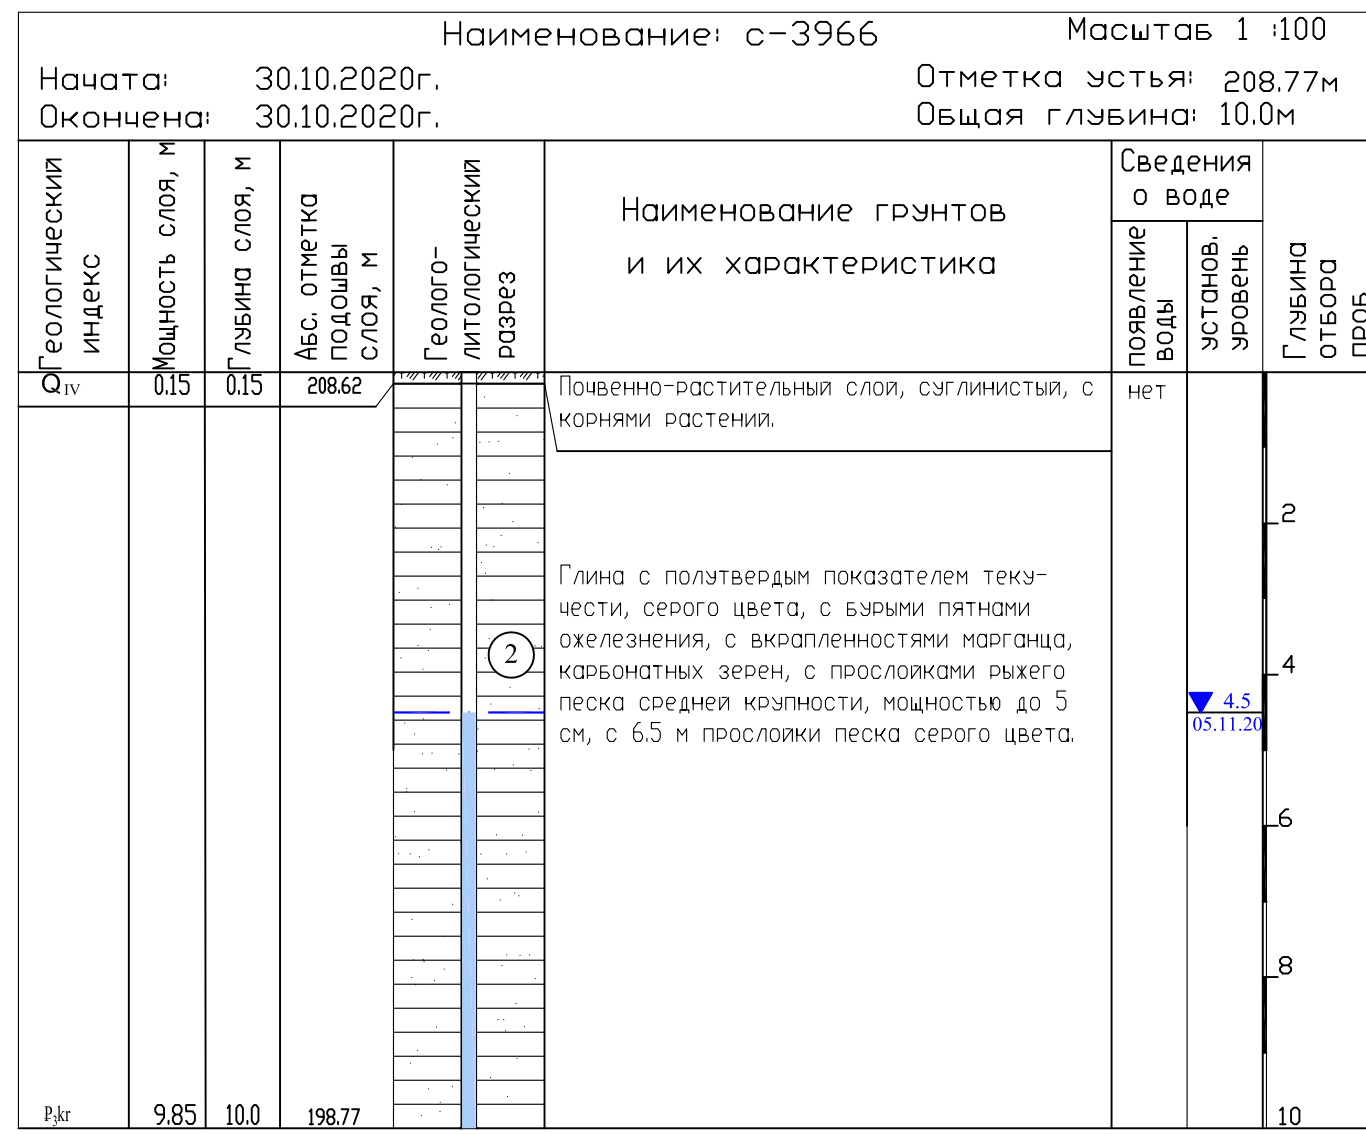 Наименование: с-3966
Масштаб 1 :100
Начата: 30.10.2020г.
Отметка устья: 208.77м
Окончена: 30.10.2020г.
Общая глубина: 10.0м
Геологический
индекс
Мощность слоя, м
Глубина слоя, м
Абс. отметка
подошвы
слоя, м
Геолого-
литологический
разрез
Наименование грунтов
и их характеристика
Сведения
о воде
появление
воды
установ.
уровень
Глубина
отбора
проб
QIV 0.15 0.15 208.62
Почвенно-растительный слой, суглинистый, с
корнями растений.
нет
2
Глина с полутвердым показателем теку-
чести, серого цвета, с бурыми пятнами
ожелезнения, с вкрапленностями марганца,
карбонатных зерен, с прослойками рыжего
песка средней крупности, мощностью до 5
см, с 6.5 м прослойки песка серого цвета.
2
4
4.5
05.11.20
6
8
P₃kr 9.85 10.0 198.77
10